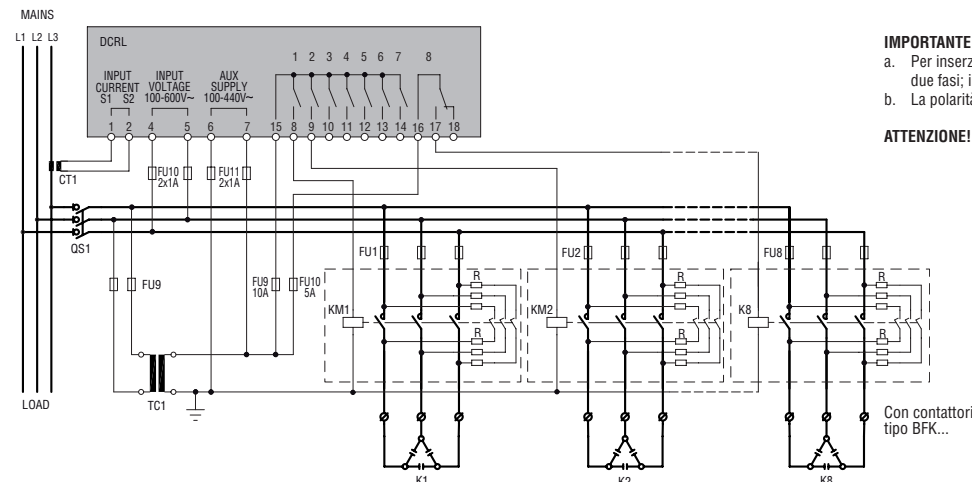 MAINS
L1 L2 L3
DCRL
INPUT CURRENT
S1 S2
INPUT VOLTAGE
100-600V~
AUX SUPPLY
100-440V~
1 2 3 4 5 6 7 8
1 2 4 5 6 7 15 8 9 10 11 12 13 14 16 17 18
CT1
FU10
2x1A
FU11
2x1A
QS1
FU9
FU9
10A
FU10
5A
FU1
FU2
FU8
R
R
R
KM1
KM2
K8
R
R
R
TC1
LOAD
K1
K2
K8
IMPORTANTE
a. Per inserz
due fasi; i
b. La polarità
ATTENZIONE!
Con contattori
tipo BFK...